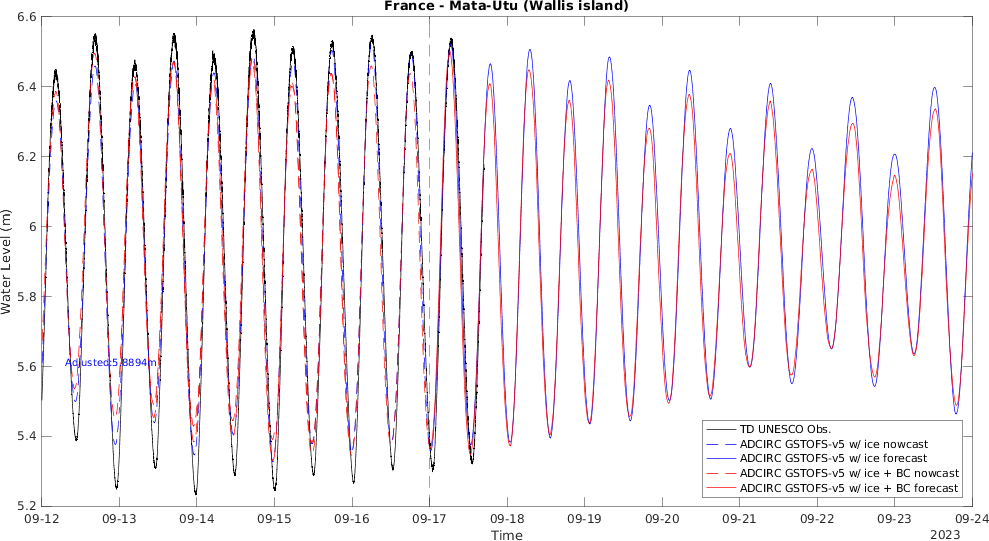 France - Mata-Utu (Wallis island)
6.6
6.4
6.2
6
5.8
5.6
5.4
5.2
Water Level (m)
Adjusted:5.8894m
TD UNESCO Obs.
ADCIRC GSTOFS-v5 w/ ice nowcast
ADCIRC GSTOFS-v5 w/ ice forecast
ADCIRC GSTOFS-v5 w/ ice + BC nowcast
ADCIRC GSTOFS-v5 w/ ice + BC forecast
09-12 09-13 09-14 09-15 09-16 09-17 09-18 09-19 09-20 09-21 09-22 09-23 09-24
Time
2023